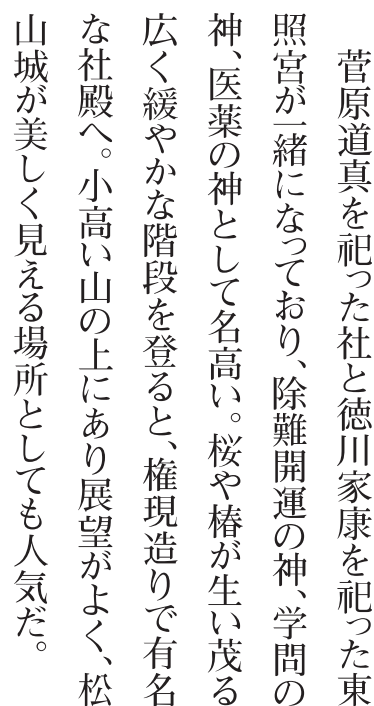 菅原道真を祀った社と徳川家康を祀った東
照宮が一緒になっており、除難開運の神、学問の
神、医薬の神として名高い。桜や椿が生い茂る
広く緩やかな階段を登ると、権現造りで有名
な社殿へ。小高い山の上にあり展望がよく、松
山城が美しく見える場所としても人気だ。